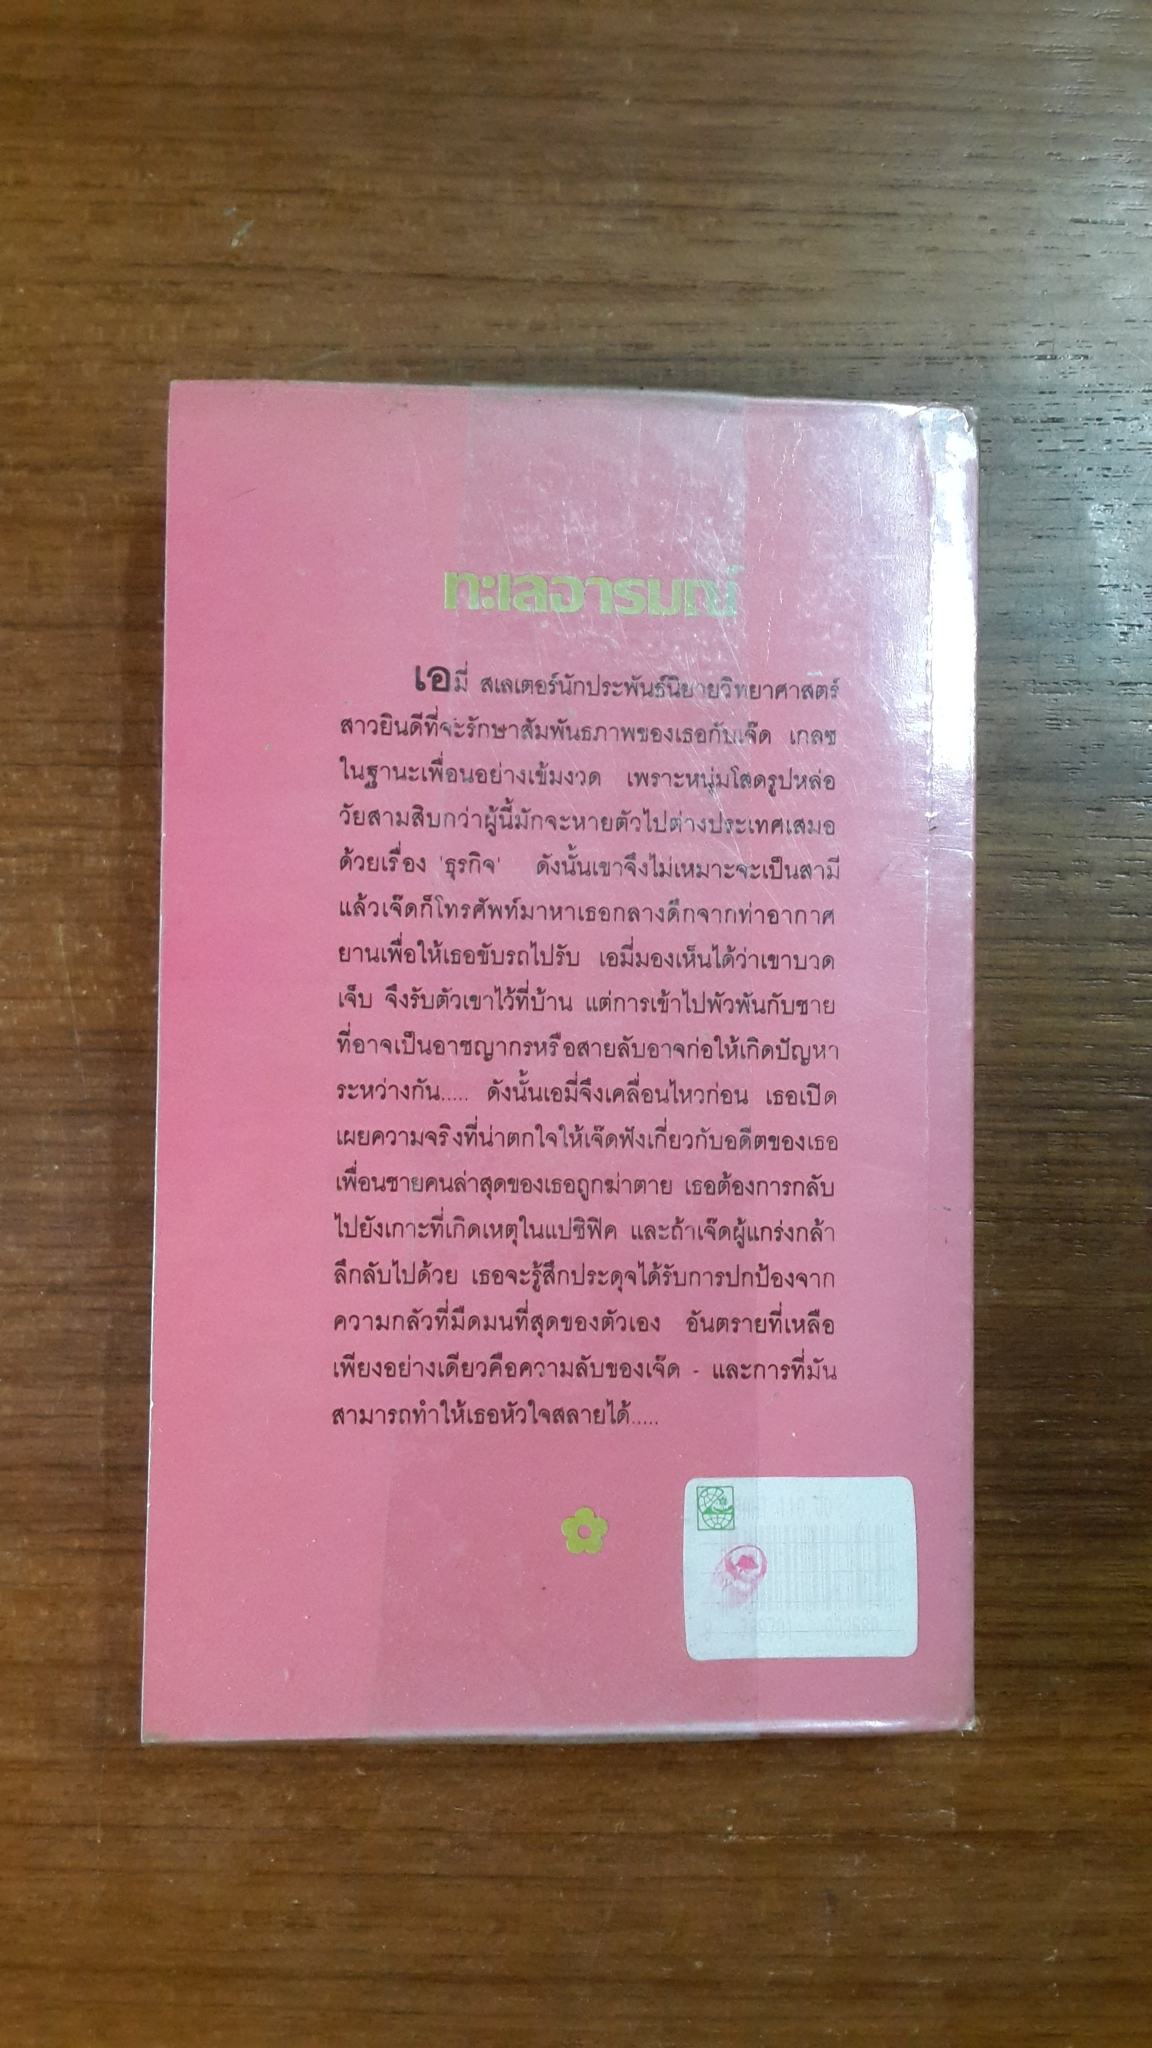 ทะเลอารมณ์
เอมี่ สเลเตอร์นักประพันธ์นิยายวิทยาศาสตร์
สาวยินดีที่จะรักษาสัมพันธภาพของเธอกับเจ๊ด เกลซ
ในฐานะเพื่อนอย่างเข้มงวด เพราะหนุ่มโสดรูปหล่อ
วัยสามสิบกว่าผู้นี้มักจะหายตัวไปต่างประเทศเสมอ
ด้วยเรื่อง 'ธุรกิจ' ดังนั้นเขาจึงไม่เหมาะจะเป็นสามี
แล้วเจ๊ดก็โทรศัพท์มาหาเธอกลางดึกจากท่าอากาศ
ยานเพื่อให้เธอขับรถไปรับ เอมี่มองเห็นได้ว่าเขาบวด
เจ็บ จึงรับตัวเขาไว้ที่บ้าน แต่การเข้าไปพัวพันกับชาย
ที่อาจเป็นอาชญากรหรือสายลับอาจก่อให้เกิดปัญหา
ระหว่างกัน..... ดังนั้นเอมี่จึงเคลื่อนไหวก่อน เธอเปิด
เผยความจริงที่น่าตกใจให้เจ๊ดฟังเกี่ยวกับอดีตของเธอ
เพื่อนชายคนล่าสุดของเธอถูกฆ่าตาย เธอต้องการกลับ
ไปยังเกาะที่เกิดเหตุในแปซิฟิค และถ้าเจ๊ดผู้แกร่งกล้า
ลึกลับไปด้วย เธอจะรู้สึกประดุจได้รับการปกป้องจาก
ความกลัวที่มืดมนที่สุดของตัวเอง อันตรายที่เหลือ
เพียงอย่างเดียวคือความลับของเจ๊ด - และการที่มัน
สามารถทำให้เธอหัวใจสลายได้.....